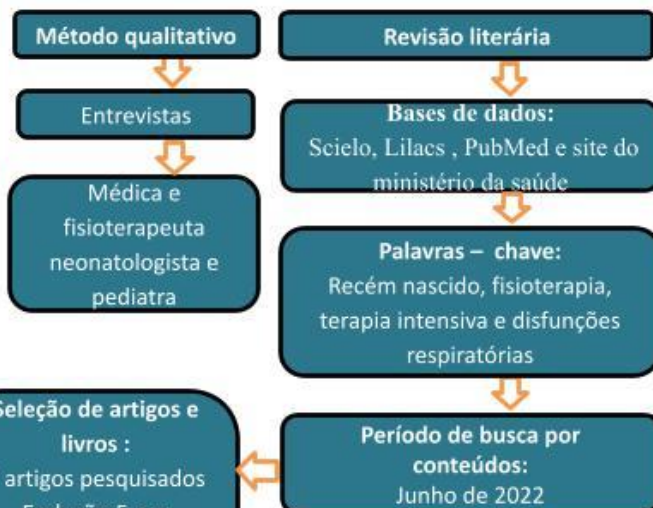 Método qualitativo
Entrevistas
Médica e
fisioterapeuta
neonatologista e
pediatra
Revisão literária
Bases de dados:
Scielo, Lilacs , PubMed e site do
ministério da saúde
Palavras – chave:
Recém nascido, fisioterapia,
terapia intensiva e disfunções
respiratórias
Período de busca por
conteúdos:
Junho de 2022
Seleção de artigos e
livros :
artigos pesquisados